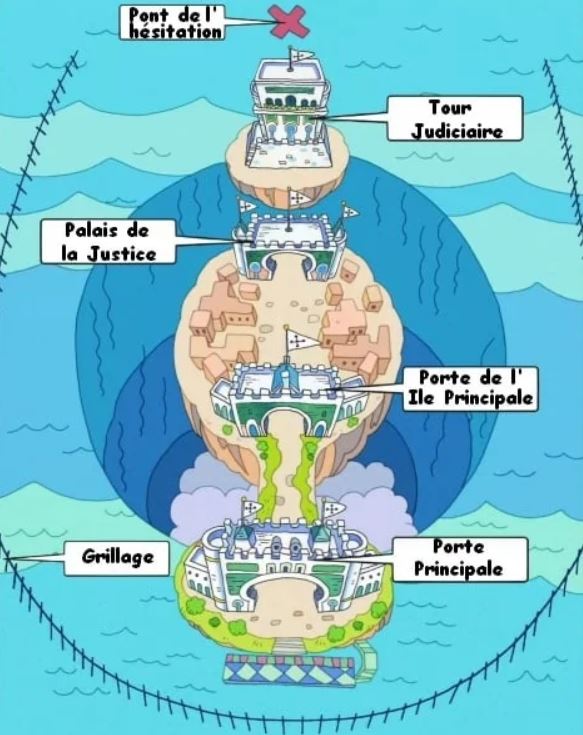 Pont de l'
hésitation
Tour
Judiciaire
Palais de
la Justice
Porte de l'
Ile Principale
Grillage
Porte
Principale